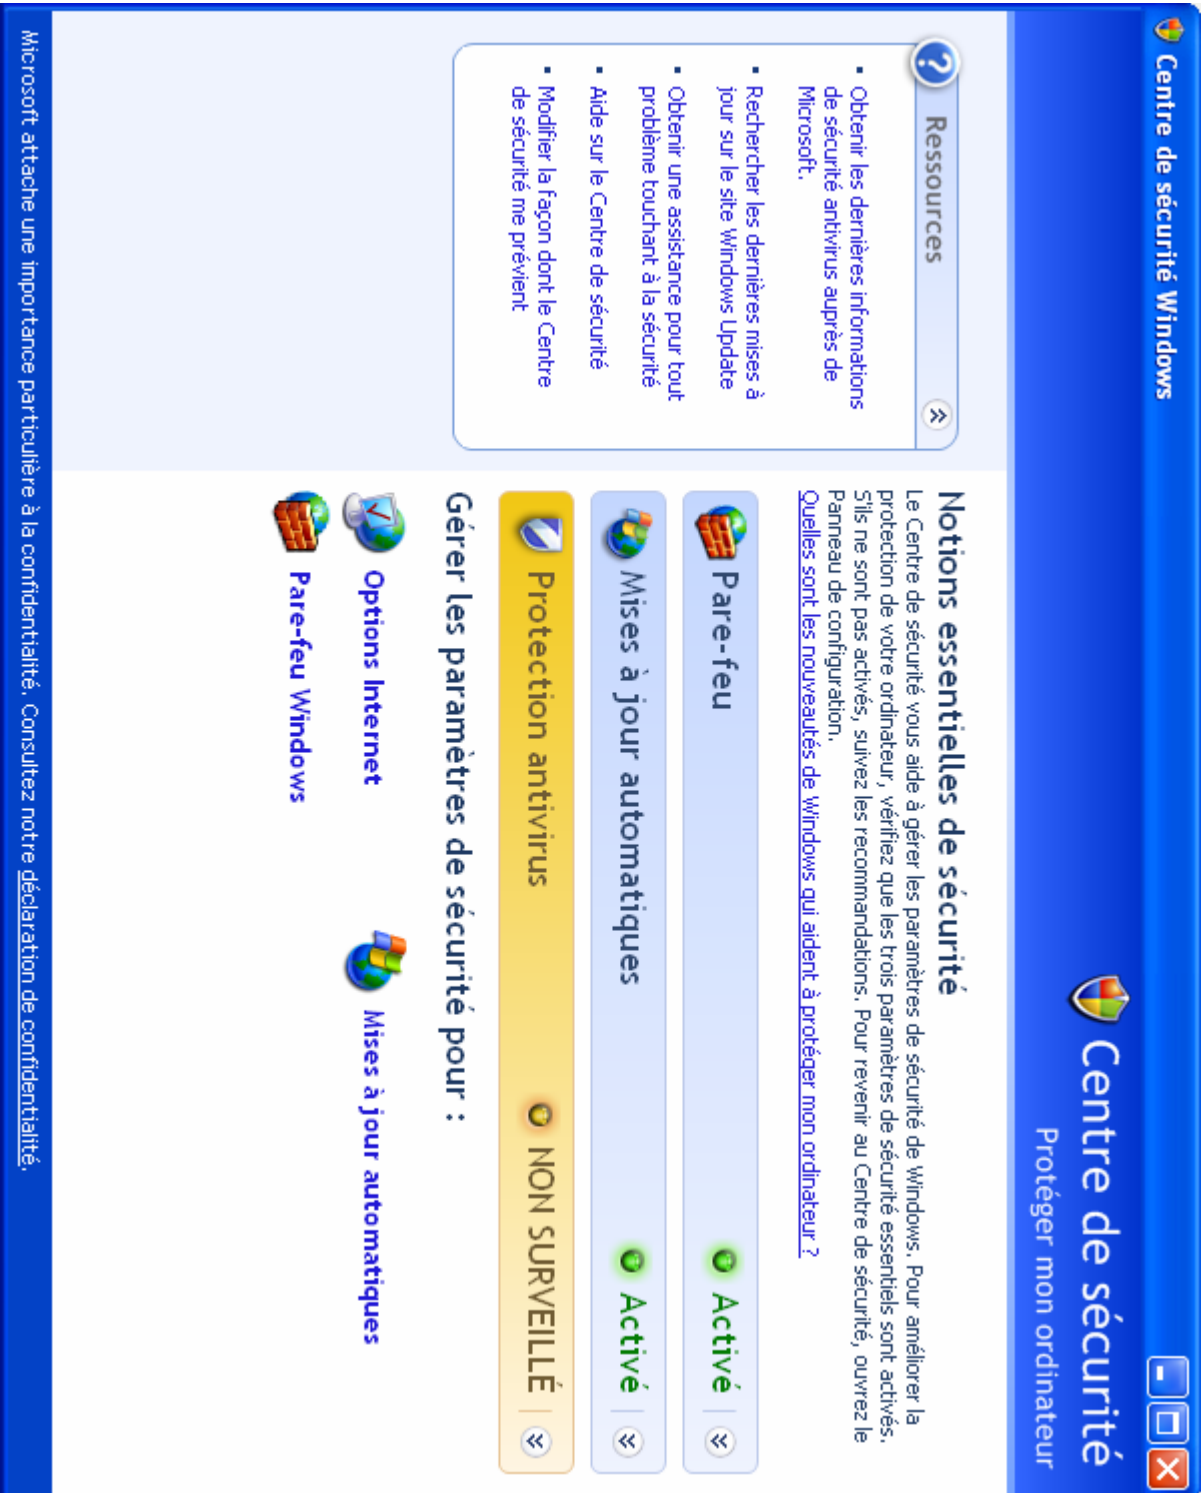 Centre de sécurité Windows
Centre de sécurité
Protéger mon ordinateur
Ressources
• Obtenir les dernières informations
de sécurité antivirus auprès de
Microsoft.
• Rechercher les dernières mises à
jour sur le site Windows Update
• Obtenir une assistance pour tout
problème touchant à la sécurité
• Aide sur le Centre de sécurité
• Modifier la façon dont le Centre
de sécurité me prévient
Notions essentielles de sécurité
Le Centre de sécurité vous aide à gérer les paramètres de sécurité de Windows. Pour améliorer la
protection de votre ordinateur, vérifiez que les trois paramètres de sécurité essentiels sont activés.
S'ils ne sont pas activés, suivez les recommandations. Pour revenir au Centre de sécurité, ouvrez le
Panneau de configuration.
Quelles sont les nouveautés de Windows qui aident à protéger mon ordinateur ?
Pare-feu Activé
Mises à jour automatiques Activé
Protection antivirus NON SURVEILLÉ
Gérer les paramètres de sécurité pour :
Options Internet
Mises à jour automatiques
Pare-feu Windows
Microsoft attache une importance particulière à la confidentialité. Consultez notre déclaration de confidentialité.